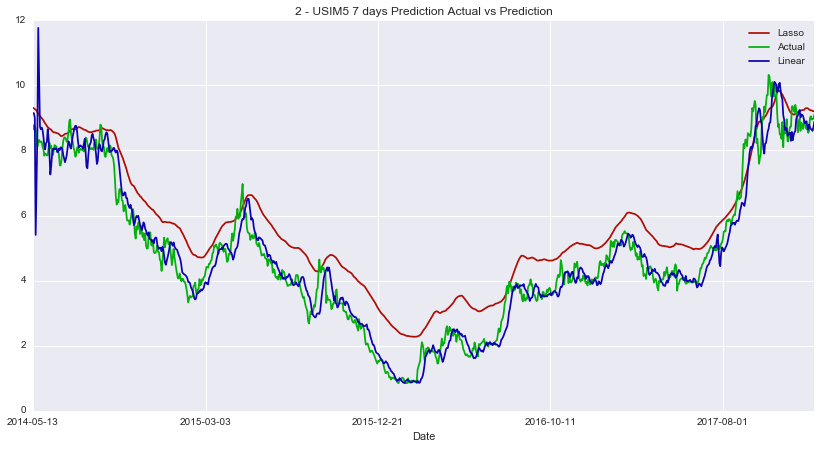 2 - USIM5 7 days Prediction Actual vs Prediction
12
10
8
6
4
2
0
Lasso
Actual
Linear
2014-05-13
2015-03-03
2015-12-21
2016-10-11
2017-08-01
Date